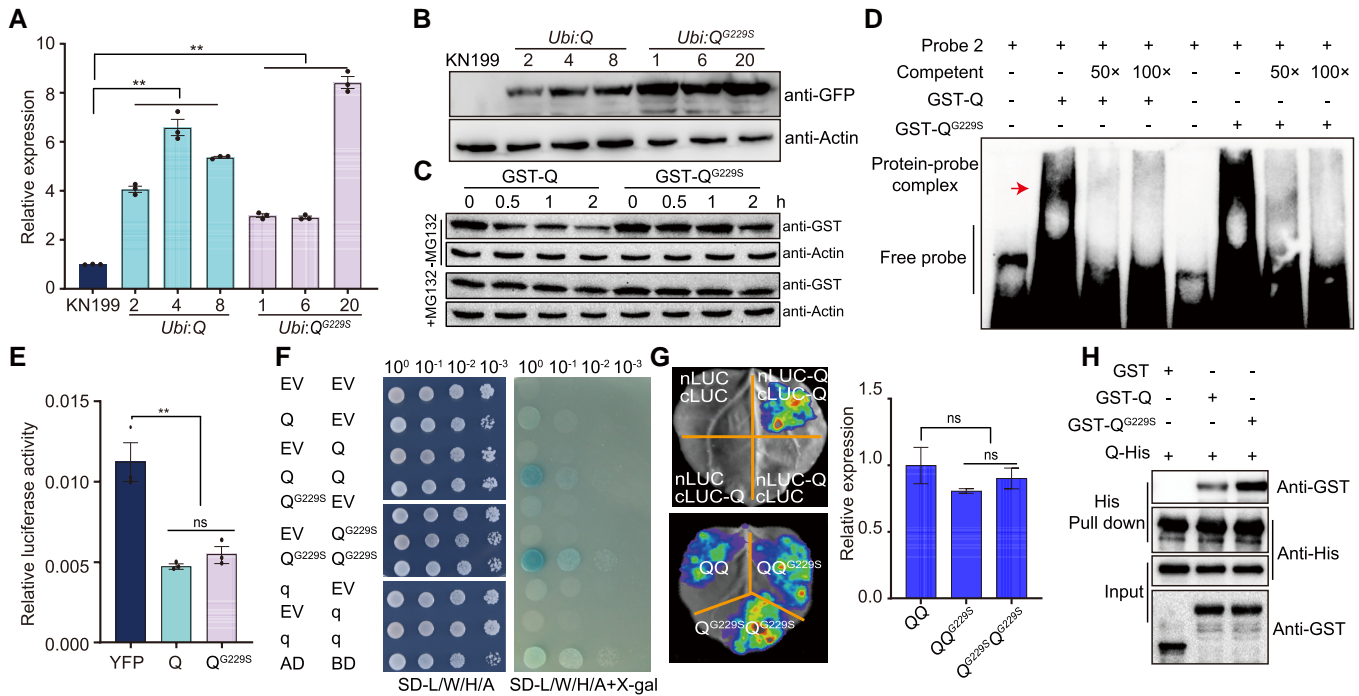 A
Relative expression
10
8
6
4
2
0
**
**
KN199 2 4 8 1 6 20
Ubi:Q Ubi:Q^G229S
B
Ubi:Q Ubi:Q^G229S
KN199 2 4 8 1 6 20
anti-GFP
anti-Actin
C
GST-Q GST-Q^G229S
0 0.5 1 2 0 0.5 1 2 h
-MG132
anti-GST
anti-Actin
+MG132
anti-GST
anti-Actin
D
Probe 2 + + + + + + + +
Competent - - 50× 100× - - 50× 100×
GST-Q - + + + - - - -
GST-Q^G229S - - - - - + + +
Protein-probe
complex
Free probe
E
Relative luciferase activity
0.015
0.010
0.005
0.000
**
ns
YFP Q Q^G229S
F
10^0 10^-1 10^-2 10^-3 10^0 10^-1 10^-2 10^-3
EV EV
Q EV
EV Q
Q Q
Q^G229S EV
EV Q^G229S
Q^G229S Q^G229S
q EV
EV q
q q
AD BD
SD-L/W/H/A SD-L/W/H/A+X-gal
G
nLUC nLUC-Q
cLUC cLUC-Q
nLUC nLUC-Q
cLUC-Q cLUC
QQ QQ^G229S
Q^G229SQ^G229S
Relative expression
1.5
1.0
0.5
0.0
ns
ns
QQ
QQ^G229S
Q^G229SQ^G229S
H
GST + - -
GST-Q - + -
GST-Q^G229S - - +
Q-His + + +
His
Pull down
Anti-GST
Anti-His
Input
Anti-GST